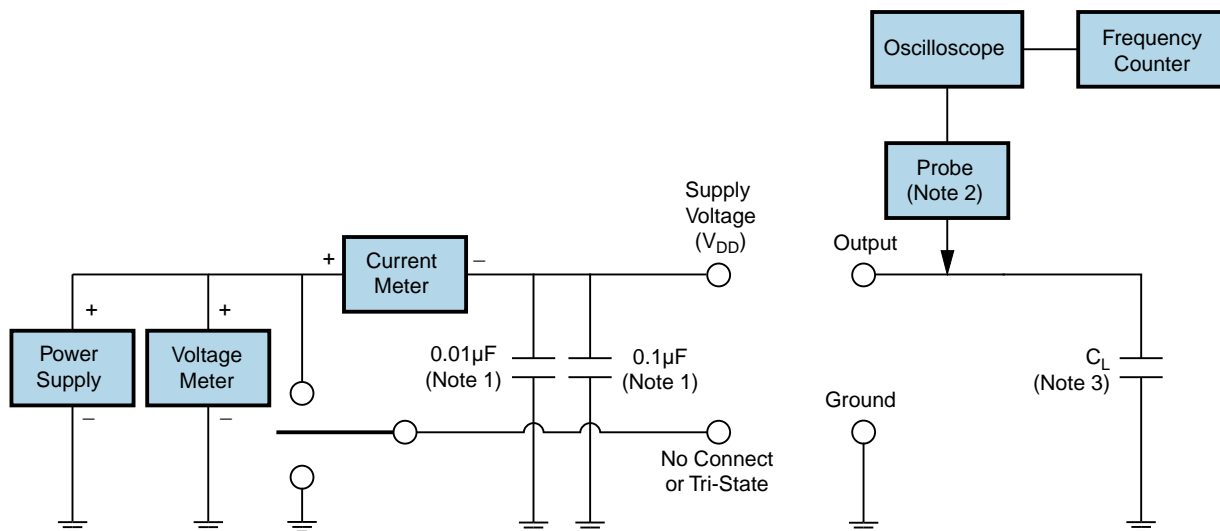 Oscilloscope
Frequency
Counter
Probe
(Note 2)
Supply
Voltage
(VDD)
Output
+
Current
Meter
–
+
+
Power
Supply
Voltage
Meter
–
–
0.01µF
(Note 1)
0.1µF
(Note 1)
CL
(Note 3)
Ground
No Connect
or Tri-State